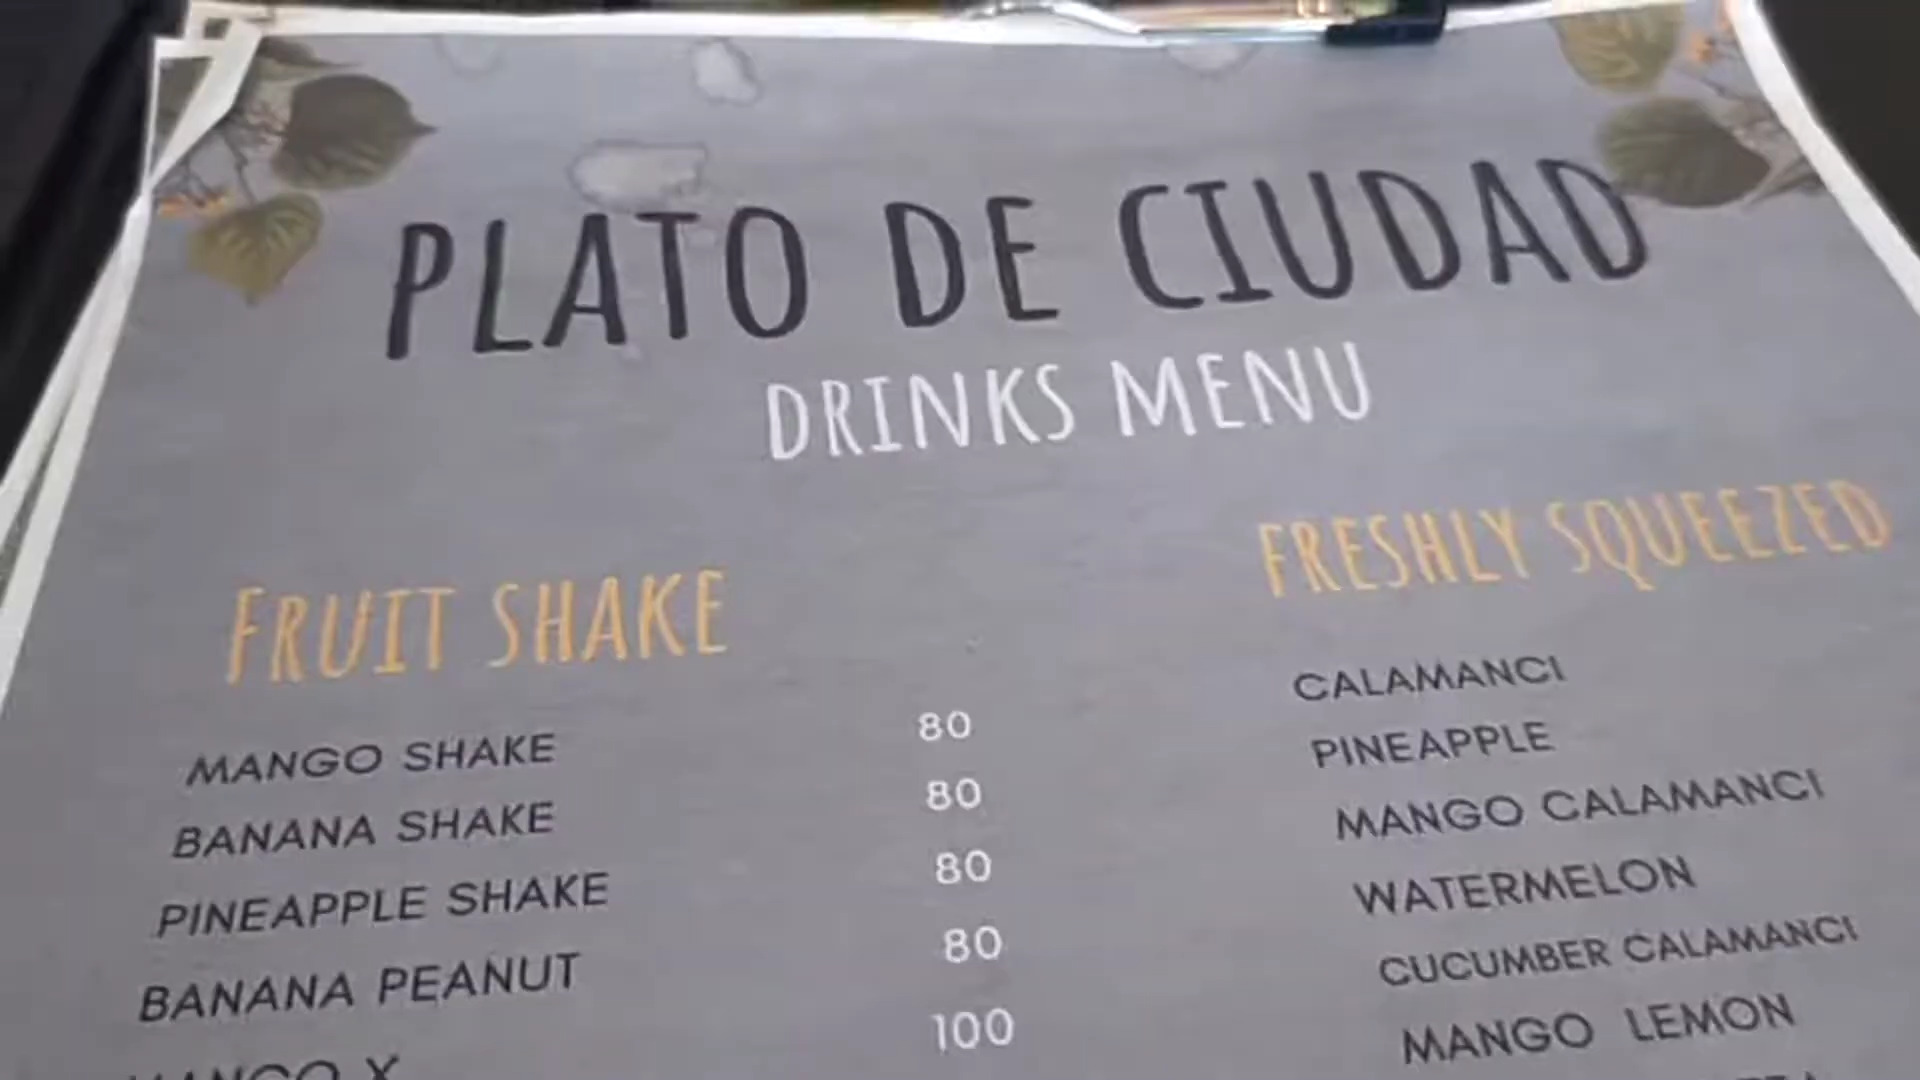 PLATO DE CIUDAD
DRINKS MENU
FRUIT SHAKE
MANGO SHAKE 80
BANANA SHAKE 80
PINEAPPLE SHAKE 80
BANANA PEANUT 80
MANGO X 100
FRESHLY SQUEEZED
CALAMANCI
PINEAPPLE
MANGO CALAMANCI
WATERMELON
CUCUMBER CALAMANCI
MANGO LEMON